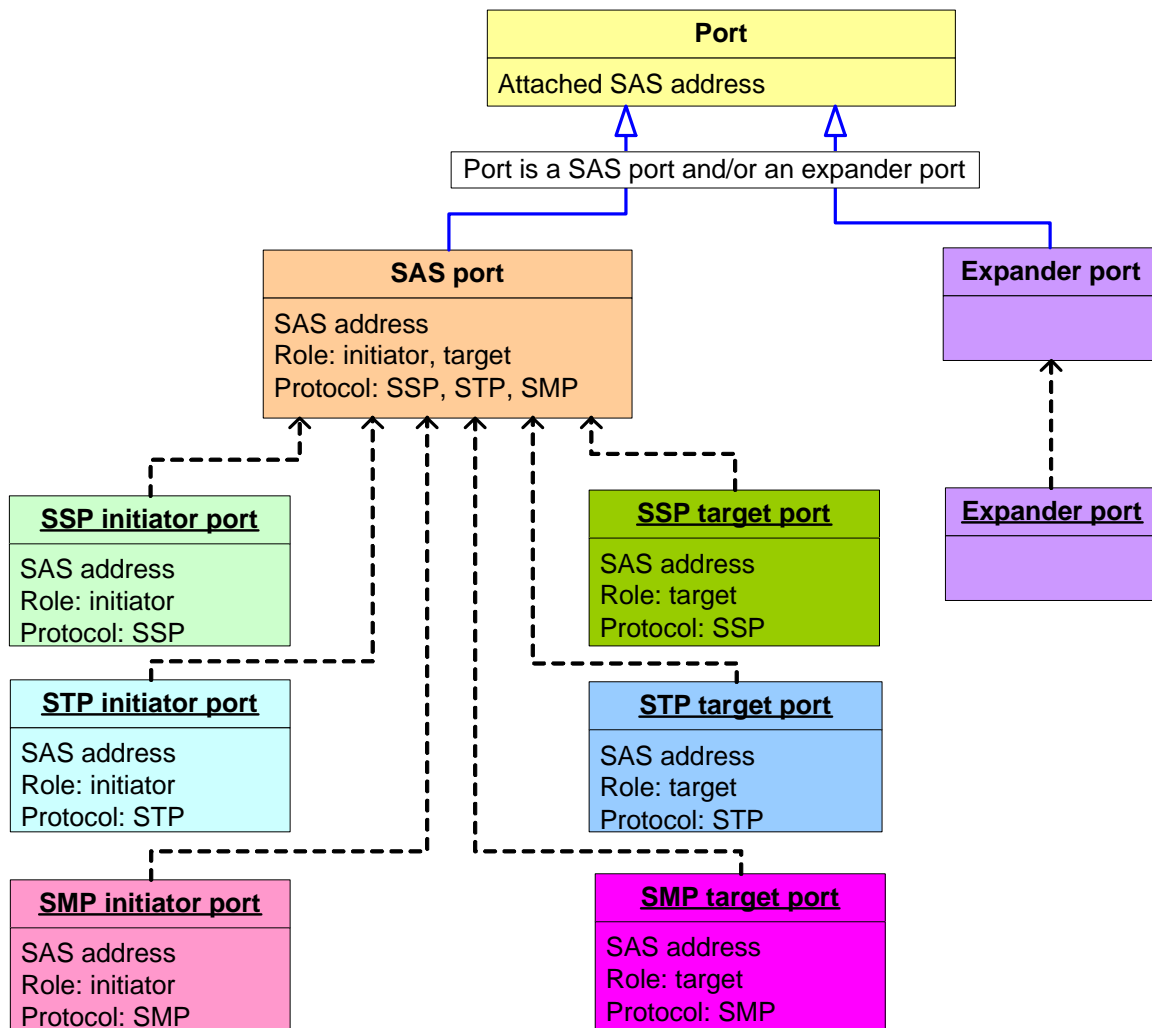 Port
Attached SAS address
Port is a SAS port and/or an expander port
SAS port
SAS address
Role: initiator, target
Protocol: SSP, STP, SMP
Expander port
SSP initiator port
SAS address
Role: initiator
Protocol: SSP
SSP target port
SAS address
Role: target
Protocol: SSP
Expander port
STP initiator port
SAS address
Role: initiator
Protocol: STP
STP target port
SAS address
Role: target
Protocol: STP
SMP initiator port
SAS address
Role: initiator
Protocol: SMP
SMP target port
SAS address
Role: target
Protocol: SMP